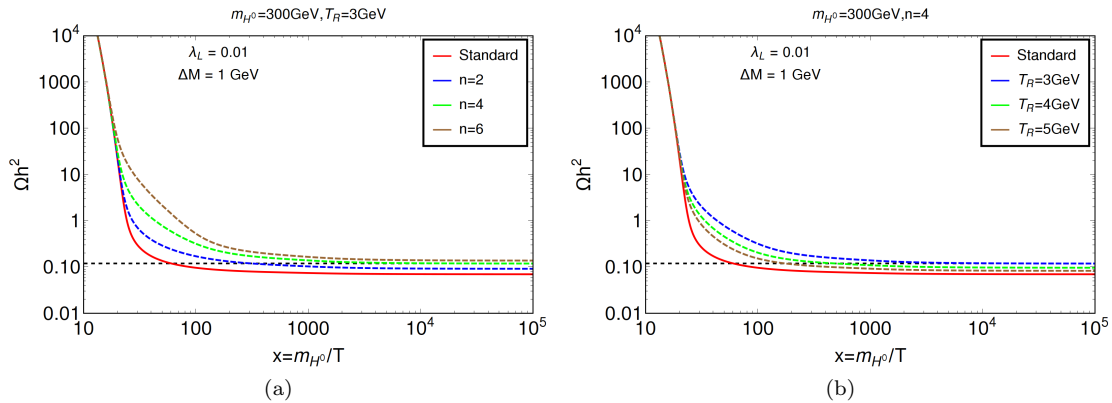 m_{H^0}=300GeV,T_R=3GeV
λ_L = 0.01
ΔM = 1 GeV
Standard
n=2
n=4
n=6
10^4
1000
100
10
1
0.10
0.01
Ωh^2
10
100
1000
10^4
10^5
x=m_{H^0}/T
(a)
m_{H^0}=300GeV,n=4
λ_L = 0.01
ΔM = 1 GeV
Standard
T_R=3GeV
T_R=4GeV
T_R=5GeV
10^4
1000
100
10
1
0.10
0.01
Ωh^2
10
100
1000
10^4
10^5
x=m_{H^0}/T
(b)